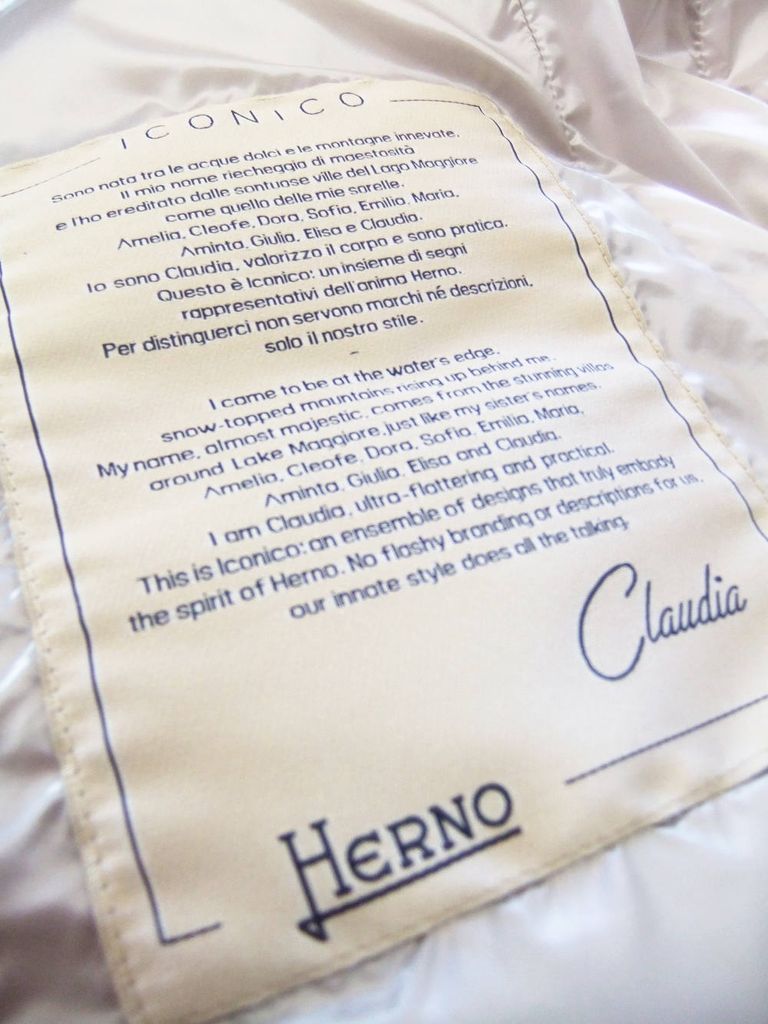 ICONICO
Sono nata tra le acque dolci e le montagne innevate.
Il mio nome riecheggia di maestosità
e l'ho ereditato dalle sontuose ville del Lago Maggiore
come quello delle mie sorelle.
Amelia, Cleofe, Dora, Sofia, Emilia, Maria,
Aminta, Giulia, Elisa e Claudia.
Io sono Claudia, valorizzo il corpo e sono pratica.
Questo è Iconico: un insieme di segni
rappresentativi dell'anima Herno.
Per distinguerci non servono marchi né descrizioni,
solo il nostro stile.
-
I came to be at the water's edge,
snow-topped mountains rising up behind me.
My name, almost majestic, comes from the stunning villas
around Lake Maggiore, just like my sister's names.
Amelia, Cleofe, Dora, Sofia, Emilia, Maria,
Aminta, Giulia, Elisa and Claudia.
I am Claudia, ultra-flattering and practical.
This is Iconico: an ensemble of designs that truly embody
the spirit of Herno. No flashy branding or descriptions for us,
our innate style does all the talking.
Claudia
HERNO